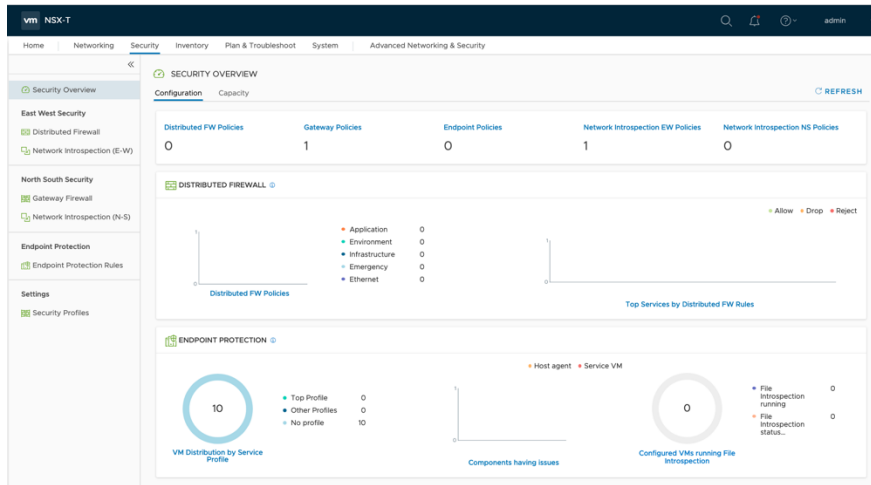 vm NSX-T
admin
Home Networking Security Inventory Plan & Troubleshoot System Advanced Networking & Security
SECURITY OVERVIEW
Security Overview
Configuration Capacity
REFRESH
East West Security
Distributed Firewall
Network Introspection (E-W)
North South Security
Gateway Firewall
Network Introspection (N-S)
Endpoint Protection
Endpoint Protection Rules
Settings
Security Profiles
Distributed FW Policies Gateway Policies Endpoint Policies Network Introspection EW Policies Network Introspection NS Policies
0 1 0 1 0
DISTRIBUTED FIREWALL
Allow Drop Reject
1
0
Distributed FW Policies
Application 0
Environment 0
Infrastructure 0
Emergency 0
Ethernet 0
1
0
Top Services by Distributed FW Rules
ENDPOINT PROTECTION
10
VM Distribution by Service
Profile
Top Profile 0
Other Profiles 0
No profile 10
Host agent Service VM
1
0
Components having issues
0
Configured VMs running File
Introspection
File 0
Introspection
running
File 0
Introspection
status...